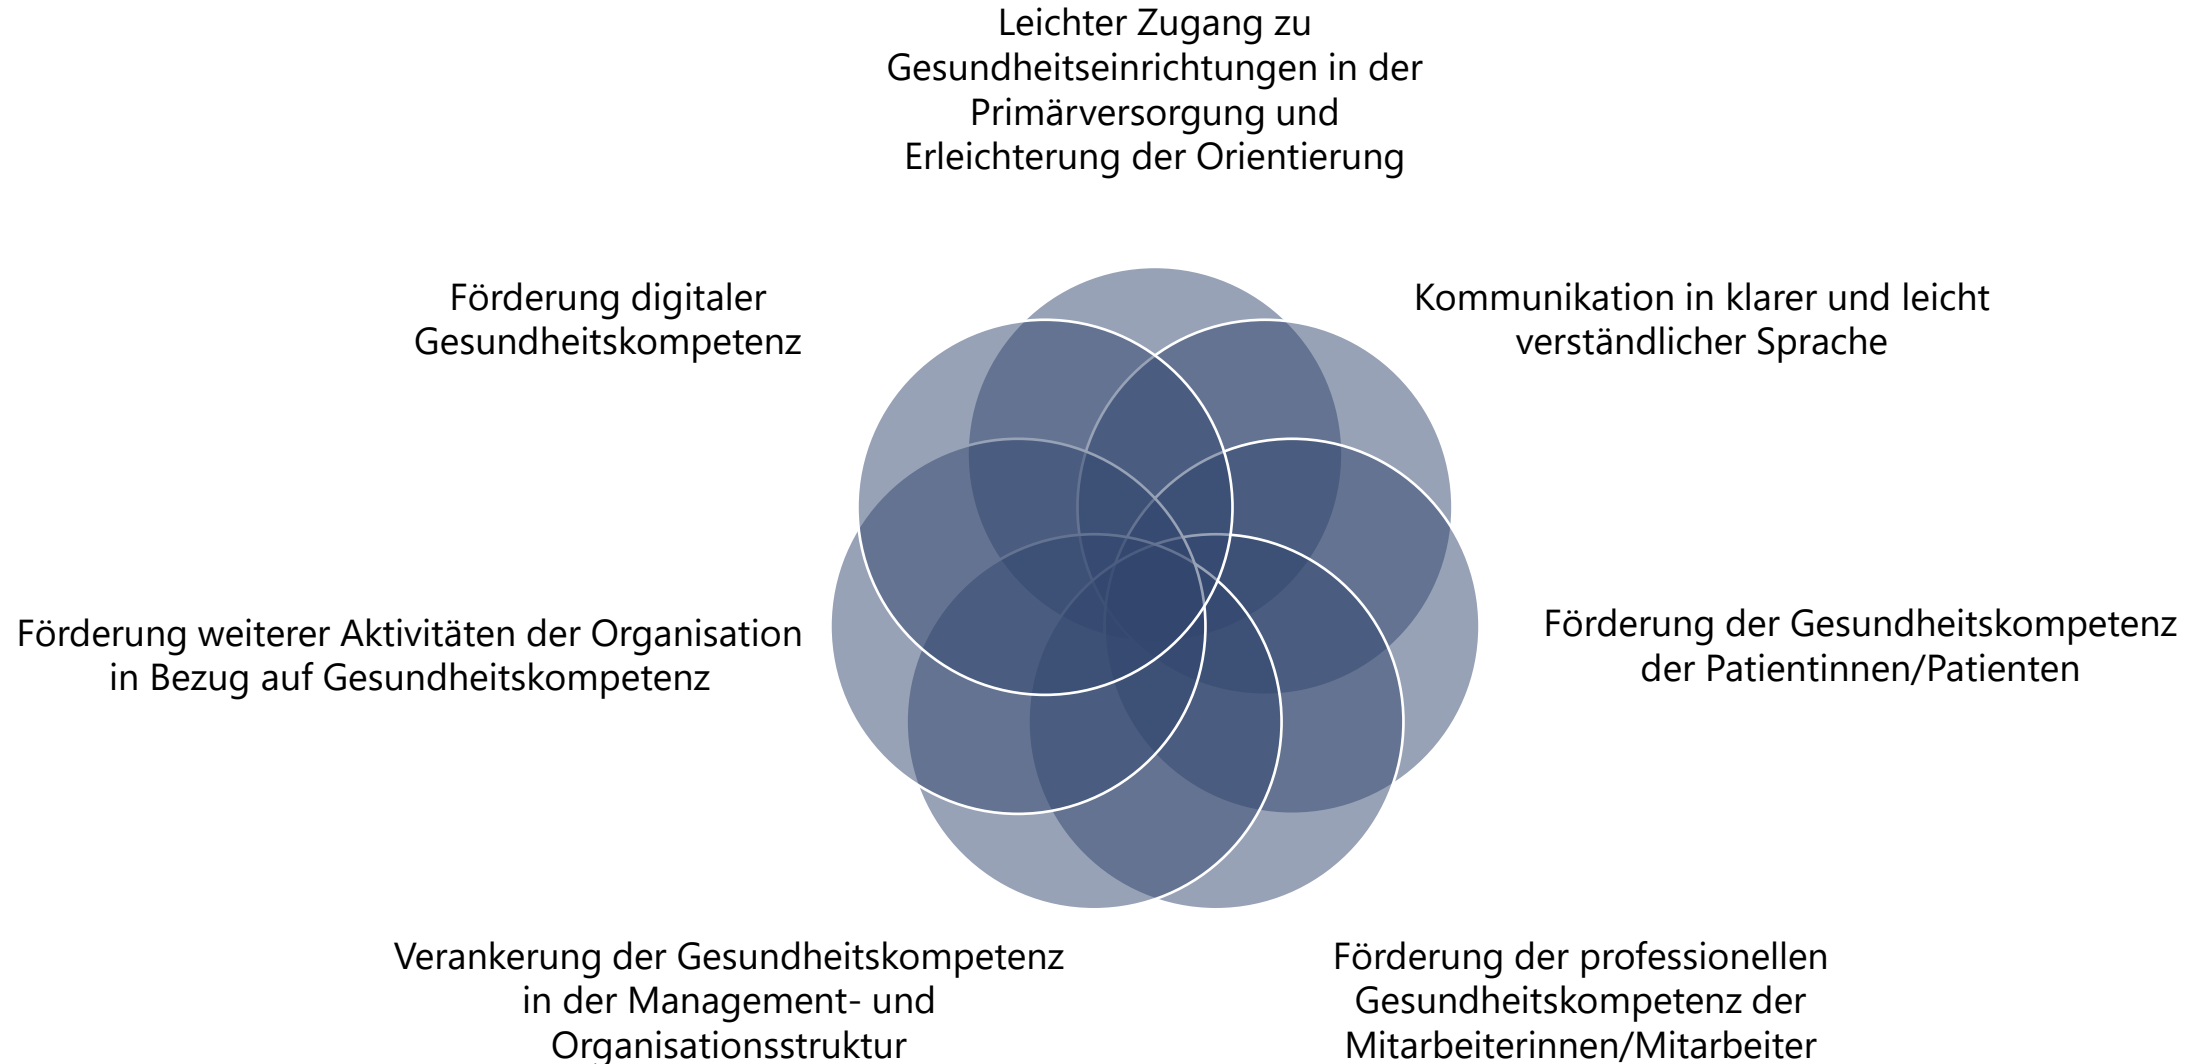 Leichter Zugang zu
Gesundheitseinrichtungen in der
Primärversorgung und
Erleichterung der Orientierung
Kommunikation in klarer und leicht
verständlicher Sprache
Förderung der Gesundheitskompetenz
der Patientinnen/Patienten
Förderung der professionellen
Gesundheitskompetenz der
Mitarbeiterinnen/Mitarbeiter
Verankerung der Gesundheitskompetenz
in der Management- und
Organisationsstruktur
Förderung weiterer Aktivitäten der Organisation
in Bezug auf Gesundheitskompetenz
Förderung digitaler
Gesundheitskompetenz